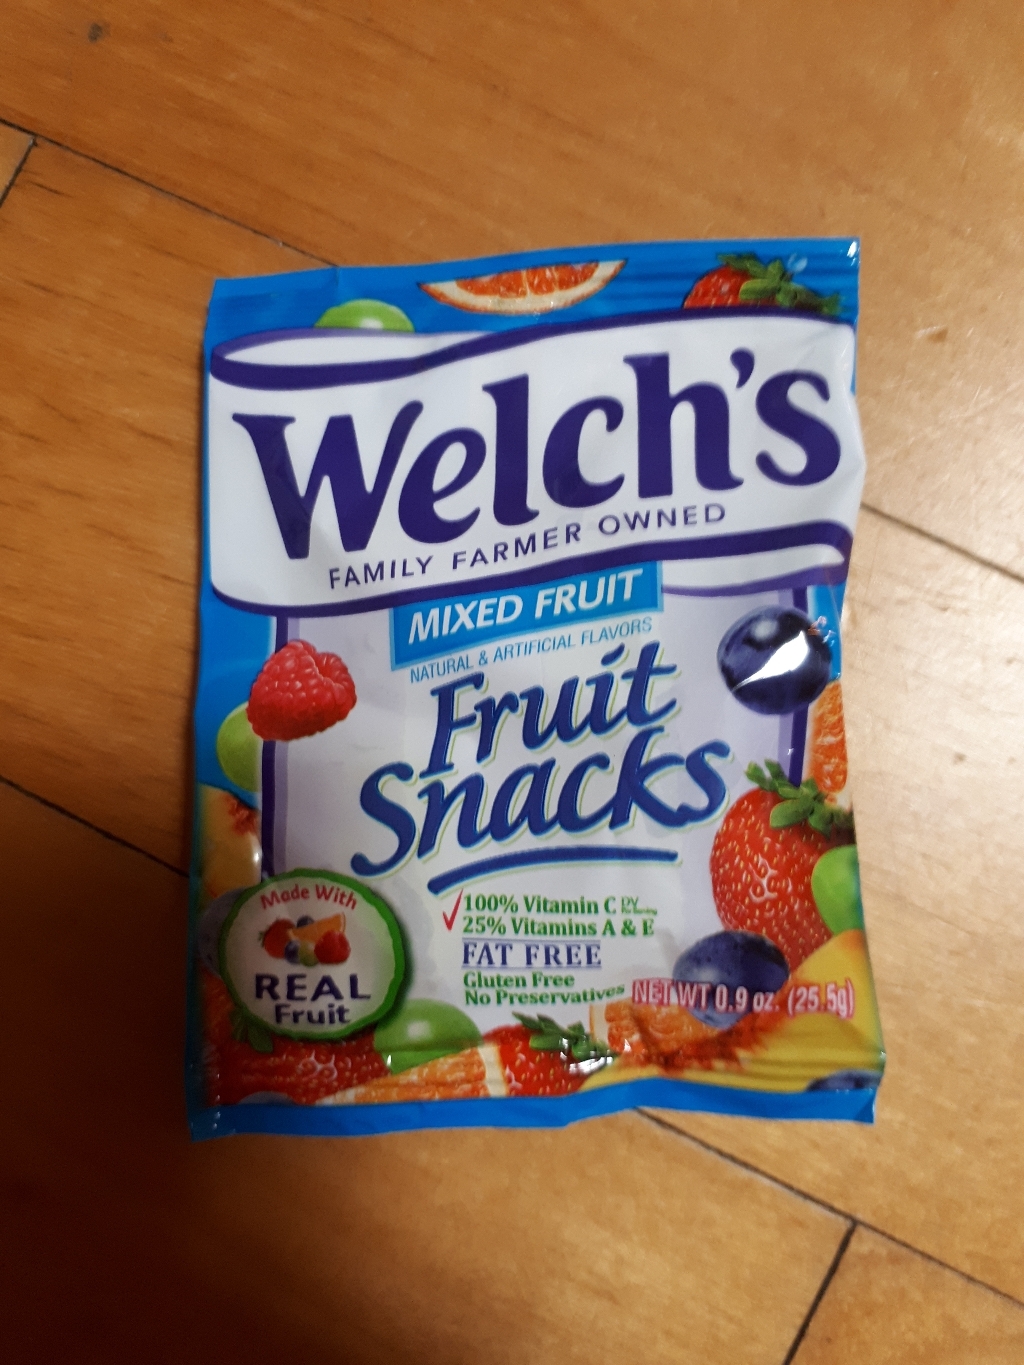 Welch's
FAMILY FARMER OWNED
MIXED FRUIT
NATURAL & ARTIFICIAL FLAVORS
Fruit
Snacks
100% Vitamin C DV
25% Vitamins A & E
FAT FREE
Gluten Free
No Preservatives
Made With
REAL
Fruit
NET WT 0.9 oz. (25.5g)